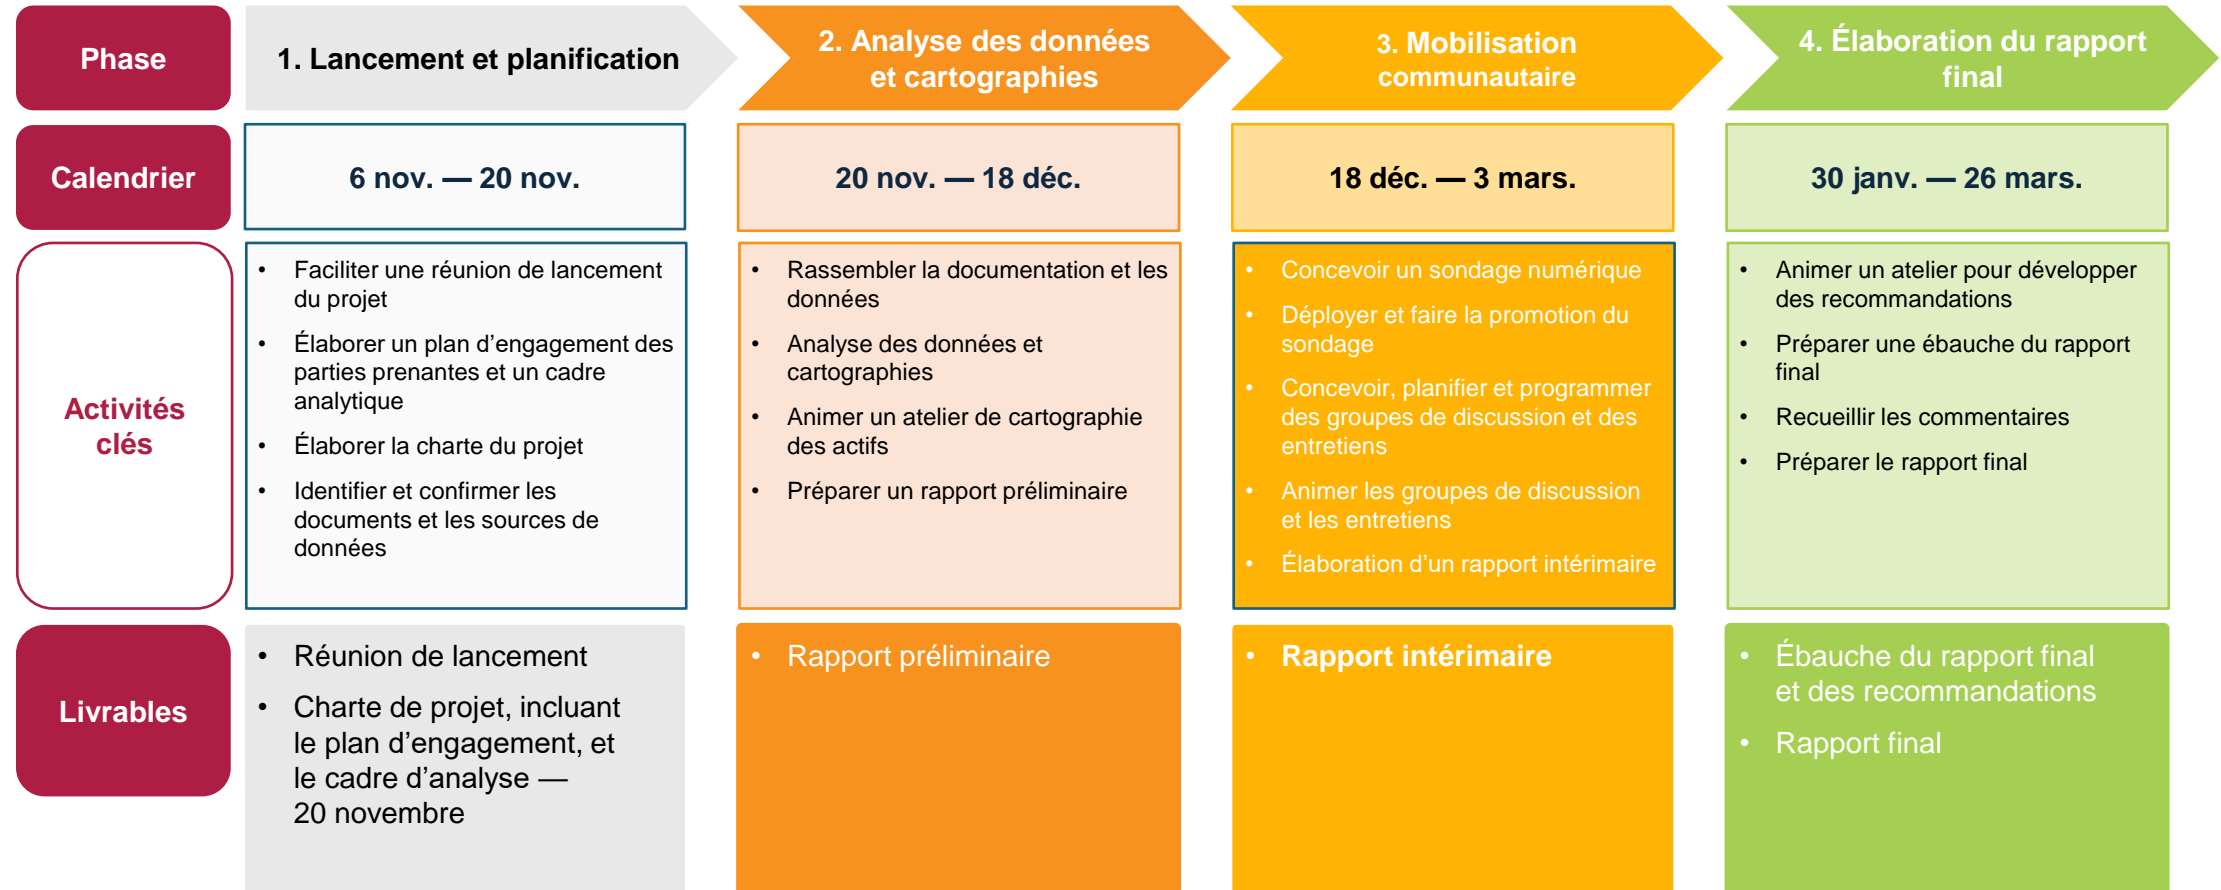 Phase
1. Lancement et planification
2. Analyse des données
et cartographies
3. Mobilisation
communautaire
4. Élaboration du rapport
final
Calendrier
6 nov. — 20 nov.
20 nov. — 18 déc.
18 déc. — 3 mars.
30 janv. — 26 mars.
Activités
clés
• Faciliter une réunion de lancement
du projet
• Élaborer un plan d’engagement des
parties prenantes et un cadre
analytique
• Élaborer la charte du projet
• Identifier et confirmer les
documents et les sources de
données
• Rassembler la documentation et les
données
• Analyse des données et
cartographies
• Animer un atelier de cartographie
des actifs
• Préparer un rapport préliminaire
• Concevoir un sondage numérique
• Déployer et faire la promotion du
sondage
• Concevoir, planifier et programmer
des groupes de discussion et des
entretiens
• Animer les groupes de discussion
et les entretiens
• Élaboration d’un rapport intérimaire
• Animer un atelier pour développer
des recommandations
• Préparer une ébauche du rapport
final
• Recueillir les commentaires
• Préparer le rapport final
Livrables
• Réunion de lancement
• Charte de projet, incluant
le plan d’engagement, et
le cadre d’analyse —
20 novembre
• Rapport préliminaire
• Rapport intérimaire
• Ébauche du rapport final
et des recommandations
• Rapport final